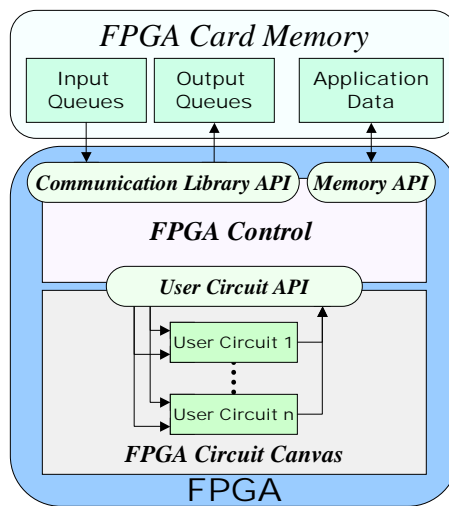 FPGA Card Memory
Input
Queues
Output
Queues
Application
Data
Communication Library API
Memory API
FPGA Control
User Circuit API
User Circuit 1
User Circuit n
FPGA Circuit Canvas
FPGA